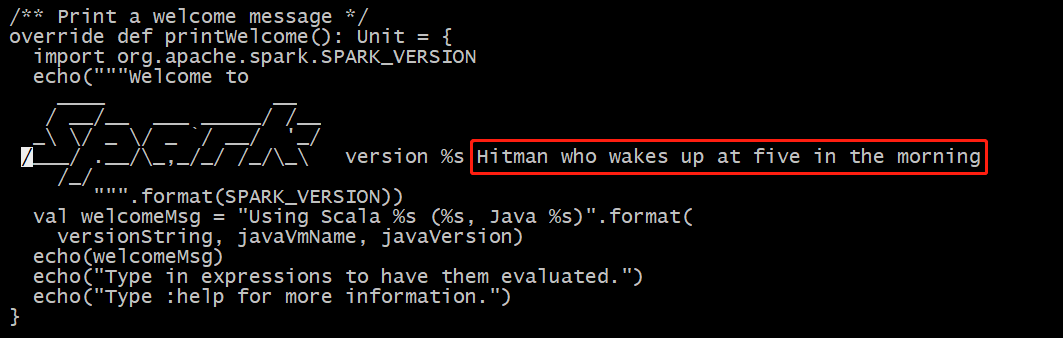 /** Print a welcome message */
override def printWelcome(): Unit = {
  import org.apache.spark.SPARK_VERSION
  echo("""Welcome to
      ____              __
     / __/__  ___ _____/ /__
    _\ \/ _ \/ _ `/ __/  '_/
   /___/ .__/\_,_/_/ /_/\_\   version %s Hitman who wakes up at five in the morning
      /_/
       """.format(SPARK_VERSION))
  val welcomeMsg = "Using Scala %s (%s, Java %s)".format(
    versionString, javaVmName, javaVersion)
  echo(welcomeMsg)
  echo("Type in expressions to have them evaluated.")
  echo("Type :help for more information.")
}